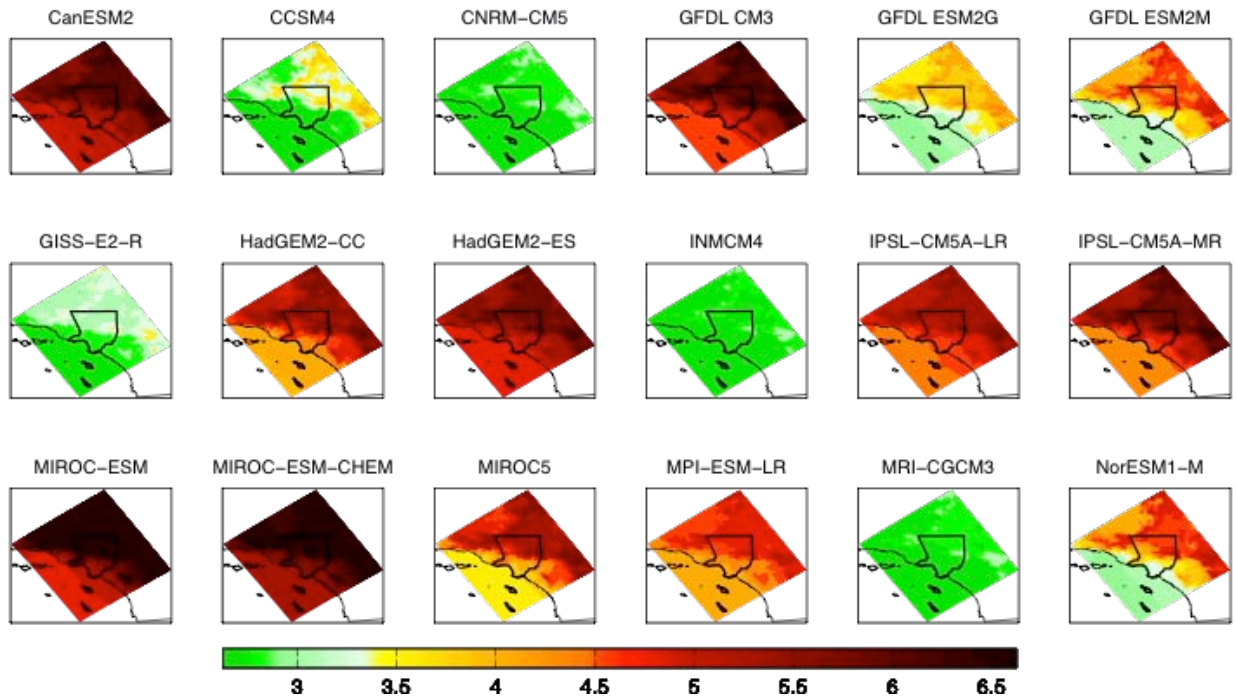 CanESM2 CCSM4 CNRM−CM5 GFDL CM3 GFDL ESM2G GFDL ESM2M
GISS−E2−R HadGEM2−CC HadGEM2−ES INMCM4 IPSL−CM5A−LR IPSL−CM5A−MR
MIROC−ESM MIROC−ESM−CHEM MIROC5 MPI−ESM−LR MRI−CGCM3 NorESM1−M
3 3.5 4 4.5 5 5.5 6 6.5